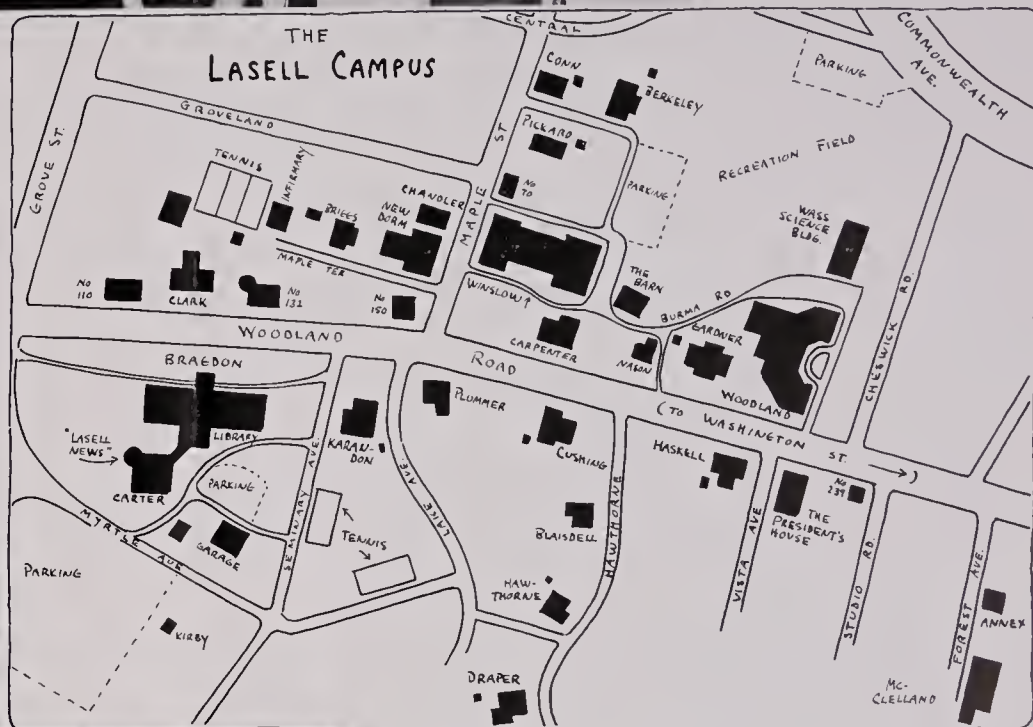 THE
LASELL CAMPUS
CENTRAL
COMMONWEALTH
AVE.
CONN
BERKELEY
PARKING
GROVE ST.
GROVELAND
PICKARD
ST
MAPLE
RECREATION FIELD
TENNIS
INFIRMARY
BRIGGS
CHANDLER
NEW
DORM
No
70
PARKING
WASS
SCIENCE
BLDG.
MAPLE TER
No
110
CLARK
No
132
No
150
WINSLOW
THE
BARN
BURMA RD
CHESWICK RD.
WOODLAND
ROAD
CARPENTER
NASON
GARDNER
WOODLAND
(TO WASHINGTON
ST. )
BRAGDON
LIBRARY
"LASELL
NEWS"
CARTER
PARKING
SEMINARY AVE.
KARAN-
DON
LAKE AVE.
PLUMMER
CUSHING
HASKELL
No
239
THE
PRESIDENT'S
HOUSE
MYRTLE AVE
GARAGE
TENNIS
BLAISDELL
HAWTHORNE
VISTA AVE
STUDIO RD.
FOREST AVE.
PARKING
KIRBY
HAW-
THORNE
ANNEX
DRAPER
MC-
CLELLAND